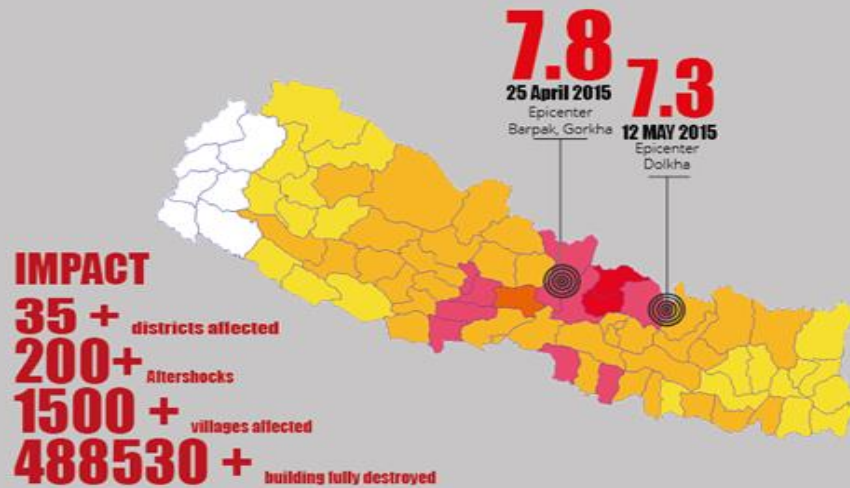 7.8
25 April 2015
Epicenter
Barpak, Gorkha
7.3
12 MAY 2015
Epicenter
Dolkha
IMPACT
35 + districts affected
200+ Aftershocks
1500 + villages affected
488530 + building fully destroyed